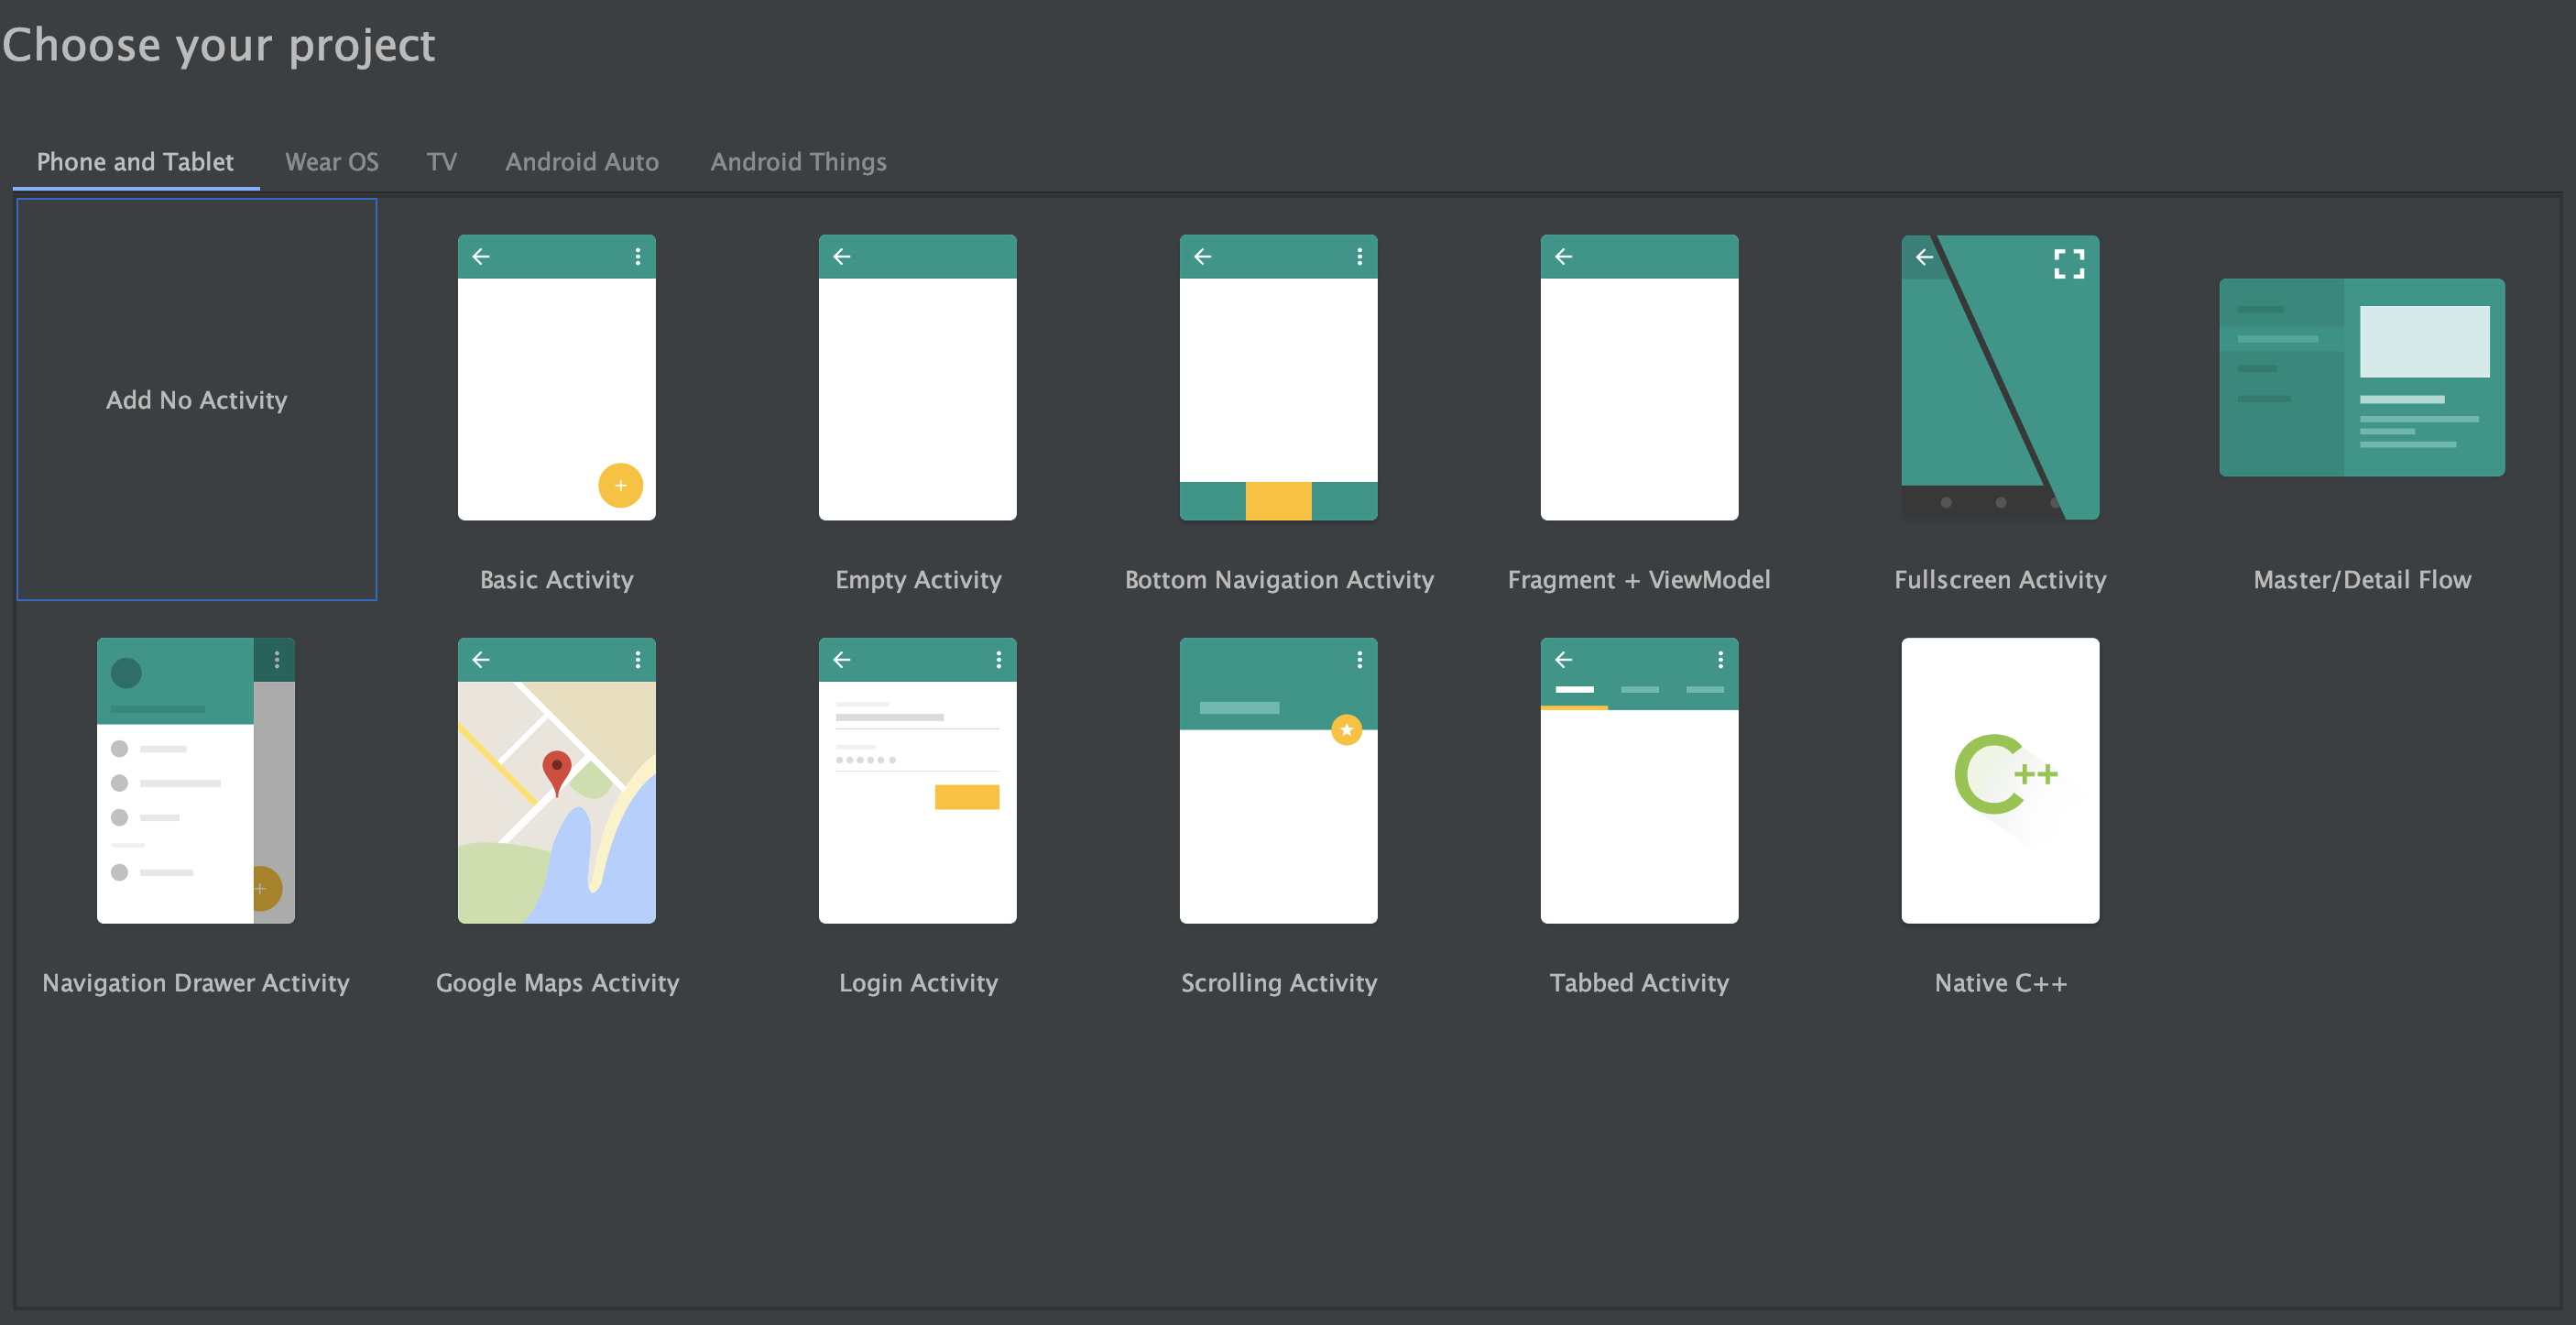 Choose your project
Phone and Tablet Wear OS TV Android Auto Android Things
Add No Activity
Basic Activity
Empty Activity
Bottom Navigation Activity
Fragment + ViewModel
Fullscreen Activity
Master/Detail Flow
C++
Navigation Drawer Activity
Google Maps Activity
Login Activity
Scrolling Activity
Tabbed Activity
Native C++